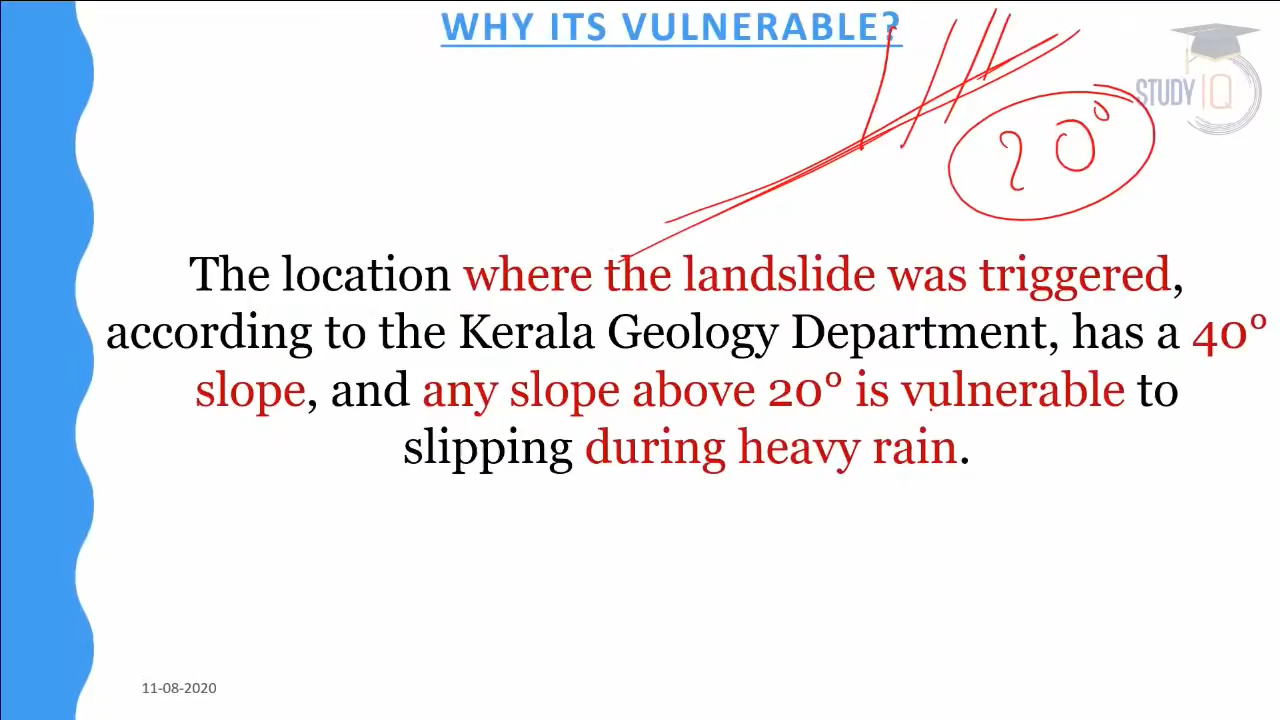 WHY ITS VULNERABLE?
STUDY IQ
20°
The location where the landslide was triggered,
according to the Kerala Geology Department, has a 40°
slope, and any slope above 20° is vulnerable to
slipping during heavy rain.
11-08-2020